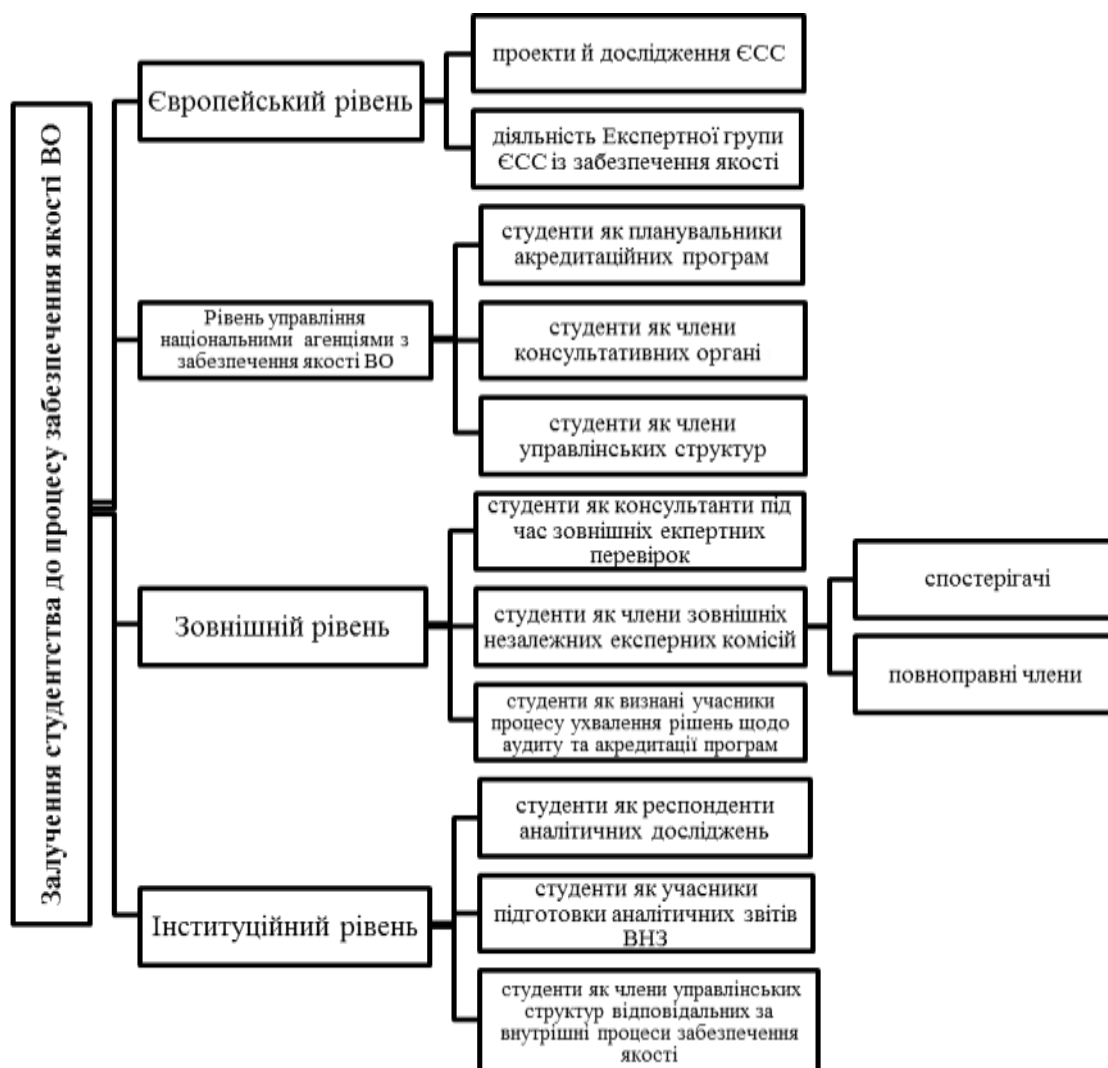 Залучення студентства до процесу забезпечення якості ВО
Європейський рівень
проекти й дослідження ЄСС
діяльність Експертної групи
ЄСС із забезпечення якості
Рівень управління
національними агенціями з
забезпечення якості ВО
студенти як планувальники
акредитаційних програм
студенти як члени
консультативних органі
студенти як члени
управлінських структур
Зовнішній рівень
студенти як консультанти під
час зовнішніх екпертних
перевірок
студенти як члени зовнішніх
незалежних експерних комісій
спостерігачі
повноправні члени
студенти як визнані учасники
процесу ухвалення рішень щодо
аудиту та акредитації програм
Інституційний рівень
студенти як респонденти
аналітичних досліджень
студенти як учасники
підготовки аналітичних звітів
ВНЗ
студенти як члени управлінських
структур відповідальних за
внутрішні процеси забезпечення
якості